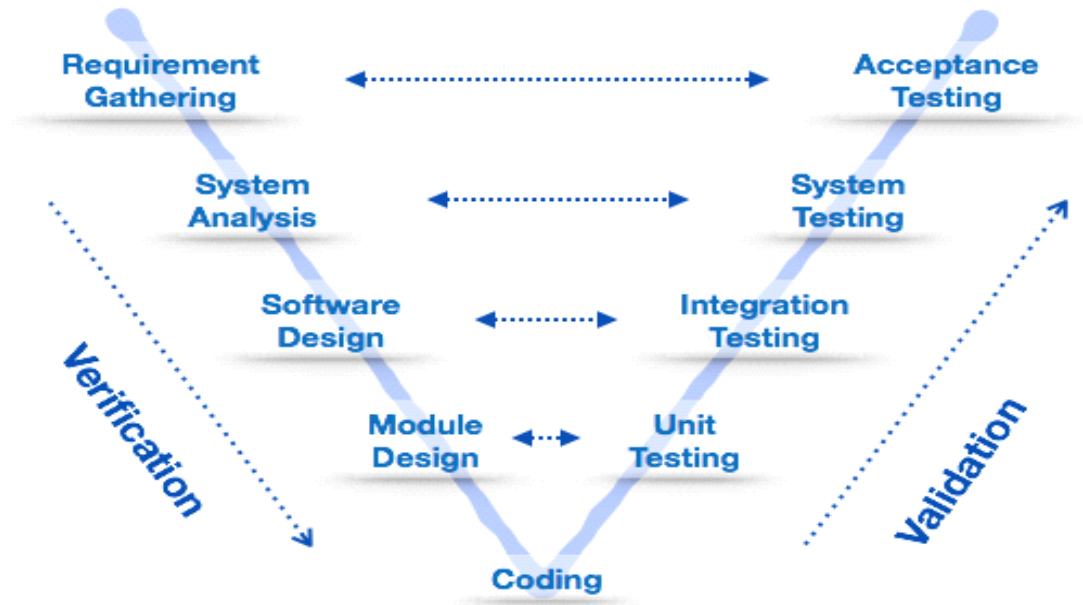 Requirement
Gathering
Acceptance
Testing
System
Analysis
System
Testing
Software
Design
Integration
Testing
Verification
Module
Design
Unit
Testing
Validation
Coding